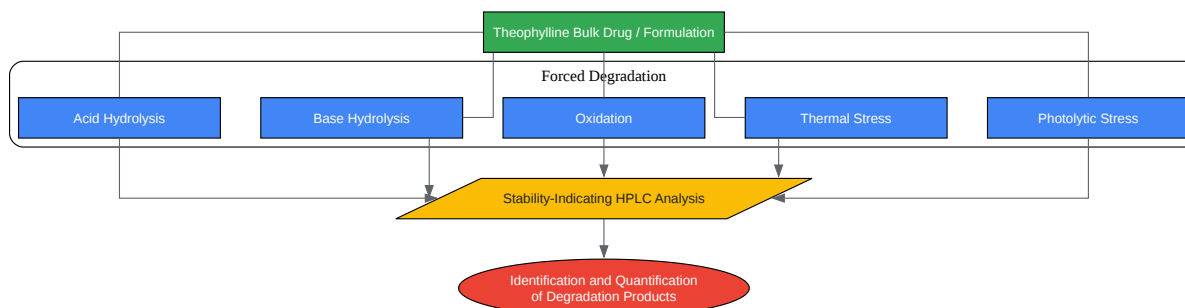 Theophylline Bulk Drug / Formulation
Forced Degradation
Acid Hydrolysis
Base Hydrolysis
Oxidation
Thermal Stress
Photolytic Stress
Stability-Indicating HPLC Analysis
Identification and Quantification
of Degradation Products